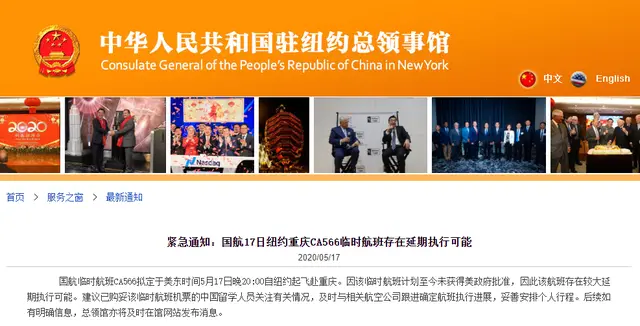 中华人民共和国驻纽约总领事馆
Consulate General of the People's Republic of China in New York
中文 English
2020
Nasdaq
首页 > 服务之窗 > 最新通知
紧急通知：国航17日纽约重庆CA566临时航班存在延期执行可能
2020/05/17
国航临时航班CA566拟定于美东时间5月17日晚20:00自纽约起飞赴重庆。因该临时航班计划至今未获得美政府批准，因此该航班存在较大延
期执行可能。建议已购妥该临时航班机票的中国留学人员关注有关情况，及时与相关航空公司跟进确定航班执行进展，妥善安排个人行程。后续如
有明确信息，总领馆亦将及时在馆网站发布消息。